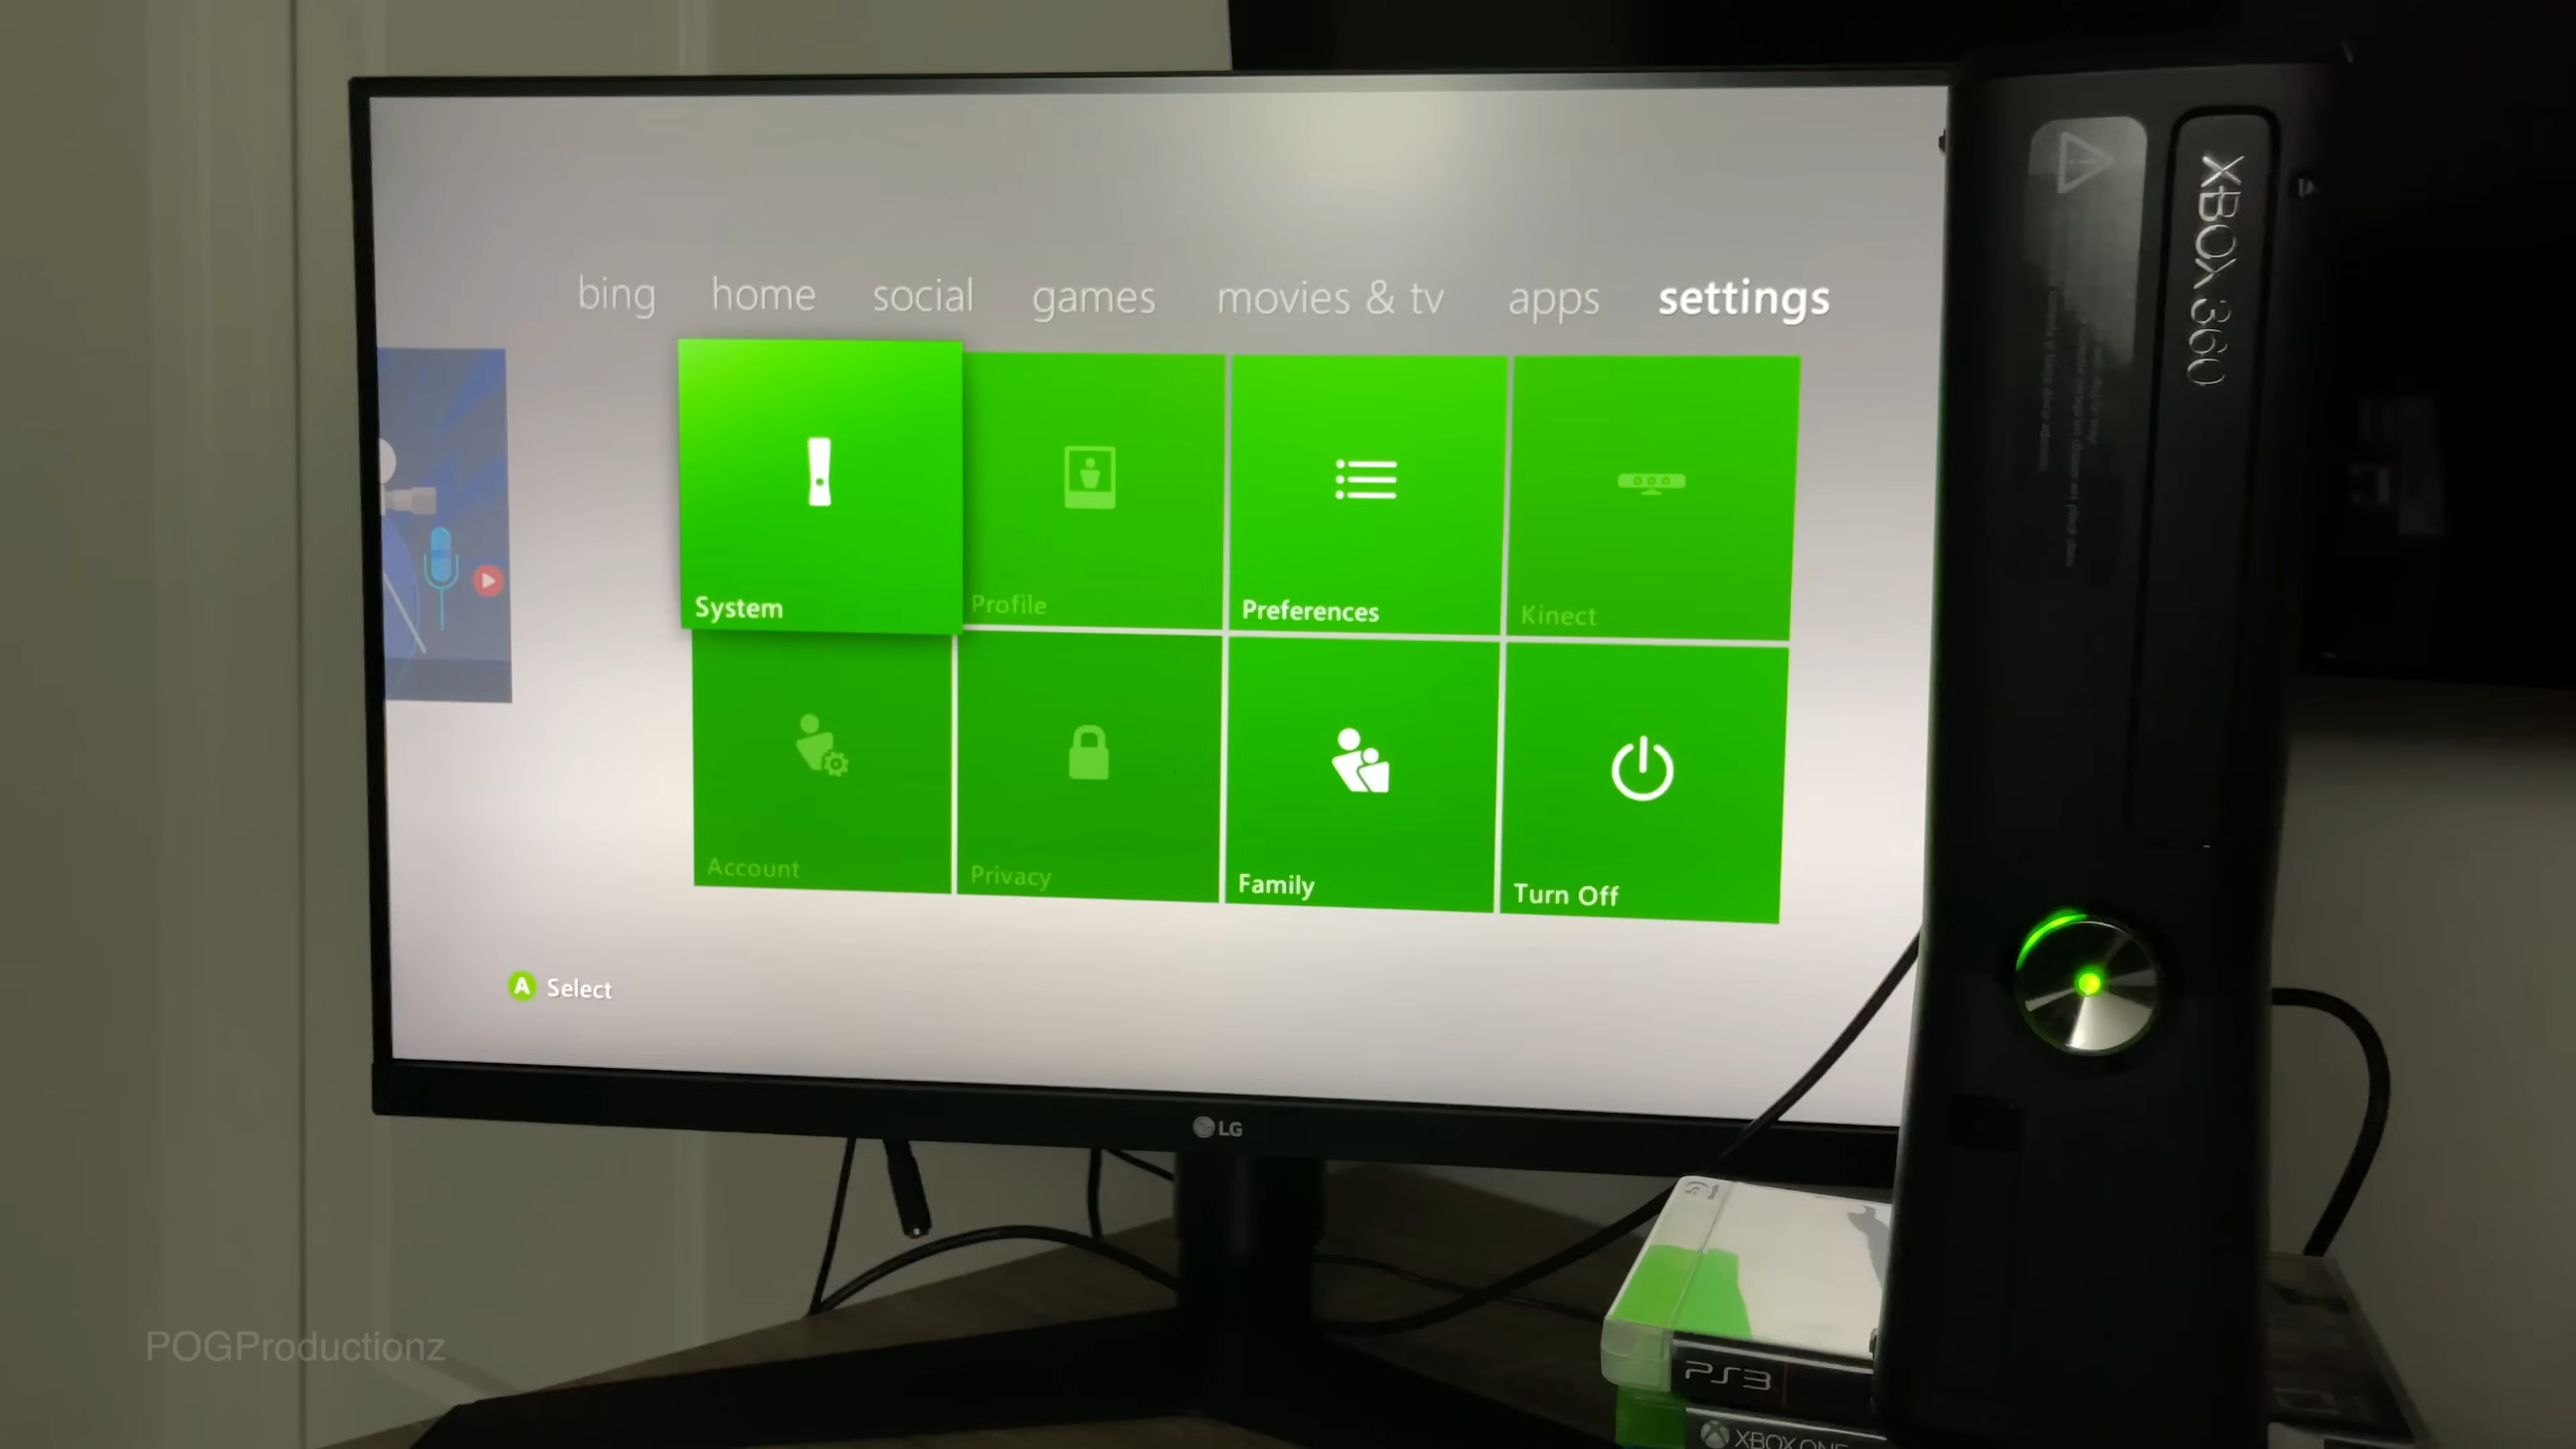 bing home social games movies & tv apps settings
System
Profile
Preferences
Kinect
Account
Privacy
Family
Turn Off
A Select
LG
XBOX 360
PS3
XBOX ONE
POGProductionz